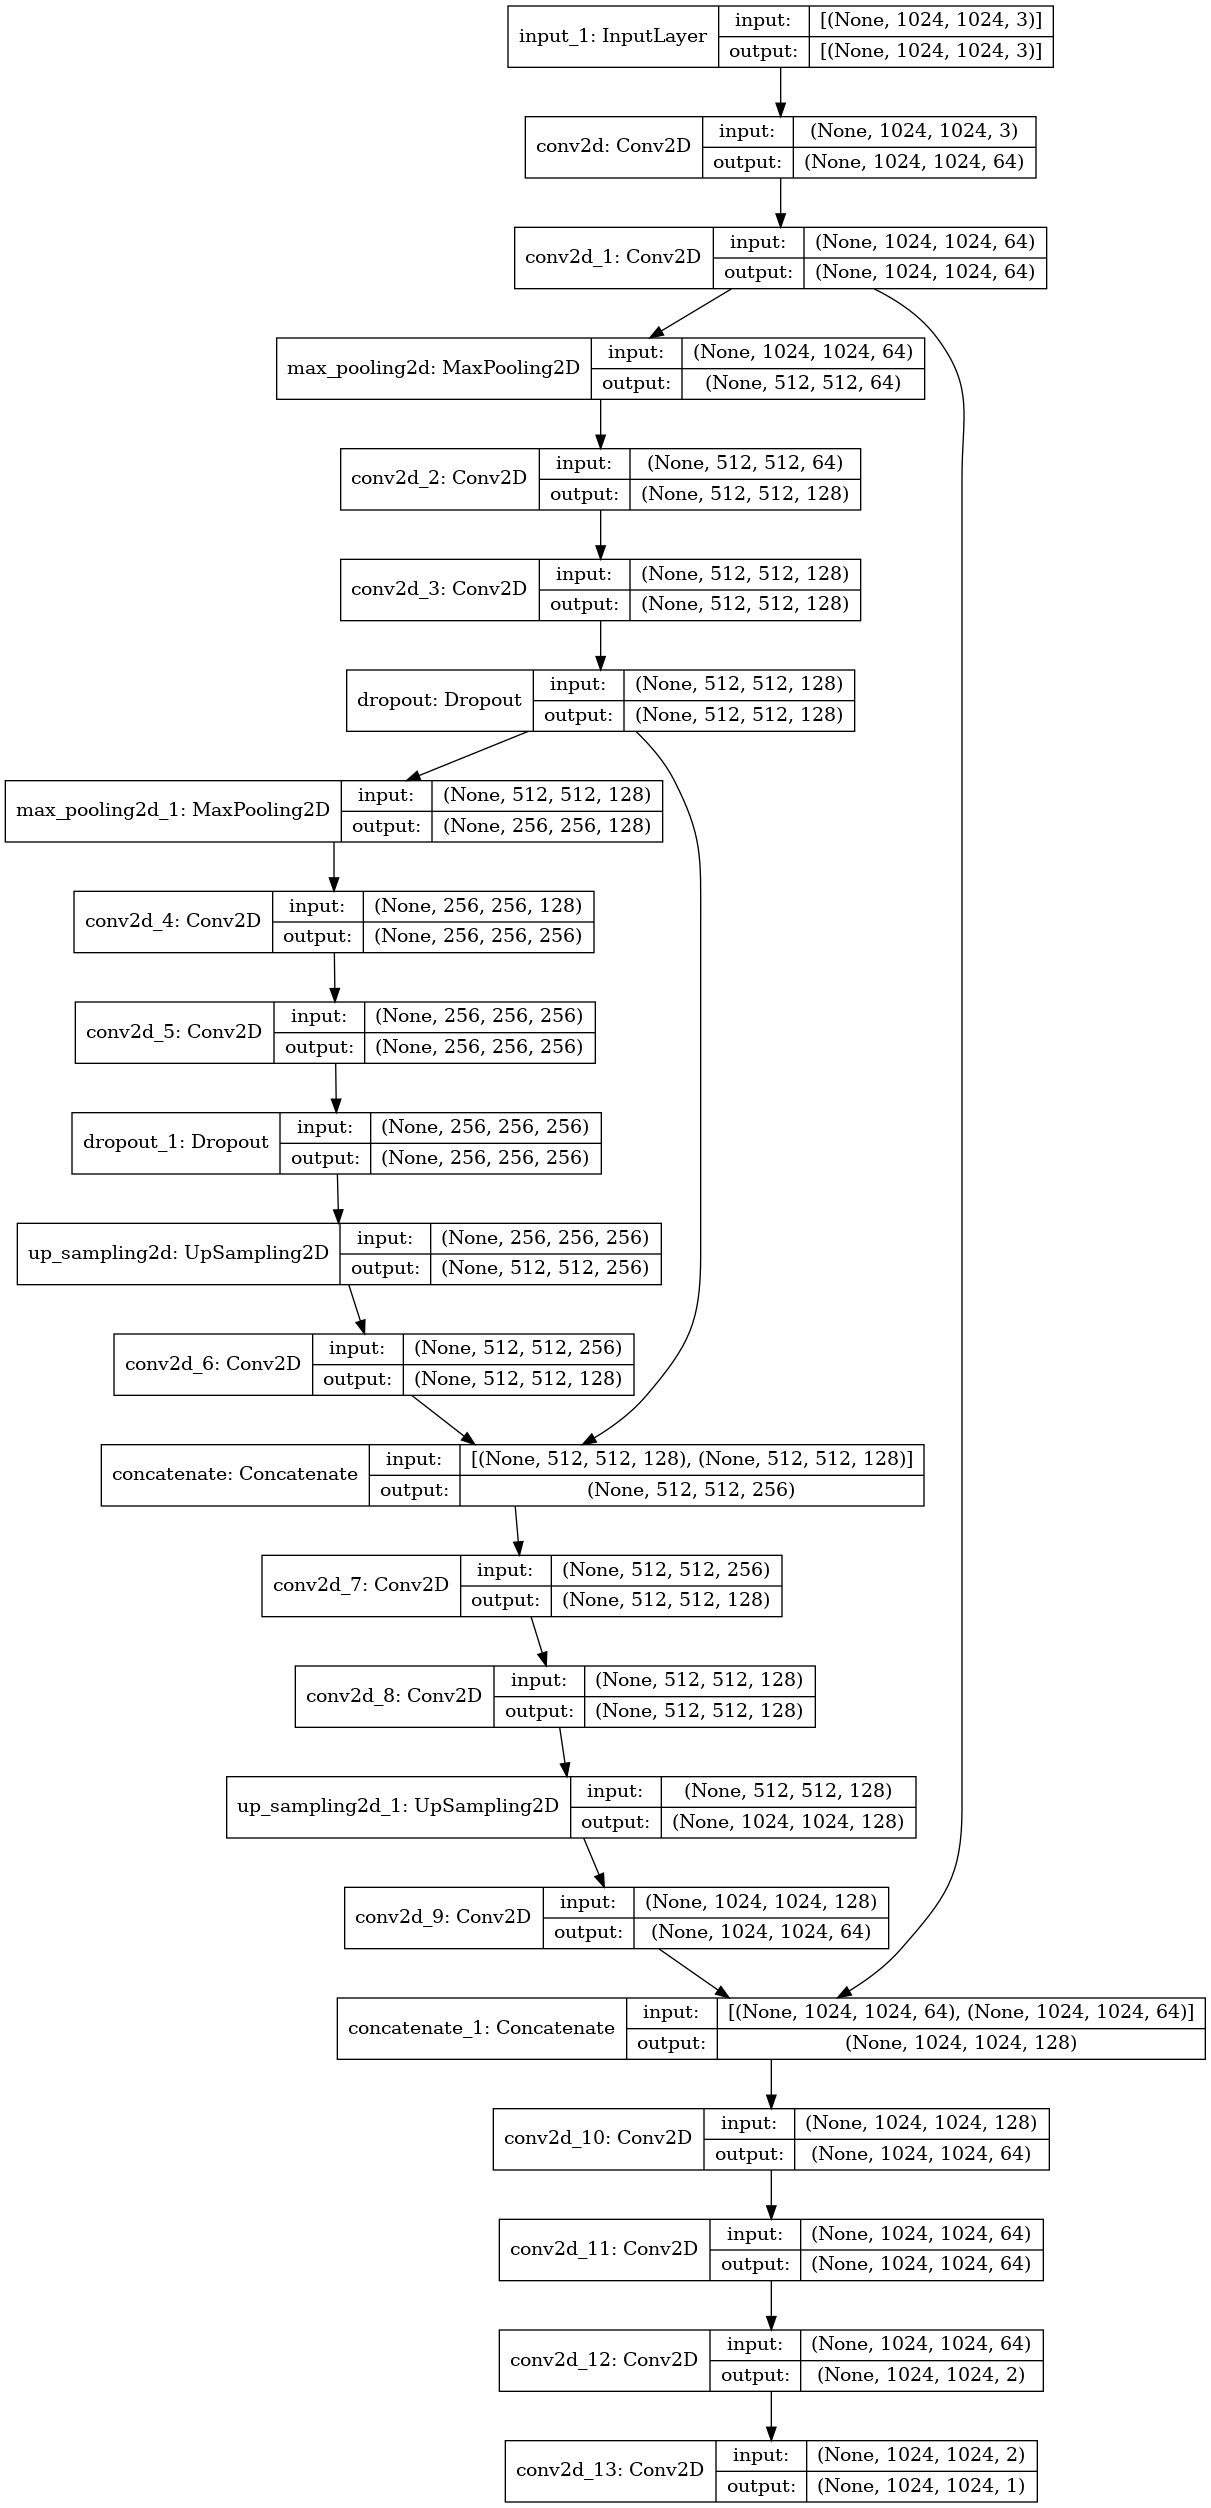 input_1: InputLayer
input: [(None, 1024, 1024, 3)]
output: [(None, 1024, 1024, 3)]
conv2d: Conv2D
input: (None, 1024, 1024, 3)
output: (None, 1024, 1024, 64)
conv2d_1: Conv2D
input: (None, 1024, 1024, 64)
output: (None, 1024, 1024, 64)
max_pooling2d: MaxPooling2D
input: (None, 1024, 1024, 64)
output: (None, 512, 512, 64)
conv2d_2: Conv2D
input: (None, 512, 512, 64)
output: (None, 512, 512, 128)
conv2d_3: Conv2D
input: (None, 512, 512, 128)
output: (None, 512, 512, 128)
dropout: Dropout
input: (None, 512, 512, 128)
output: (None, 512, 512, 128)
max_pooling2d_1: MaxPooling2D
input: (None, 512, 512, 128)
output: (None, 256, 256, 128)
conv2d_4: Conv2D
input: (None, 256, 256, 128)
output: (None, 256, 256, 256)
conv2d_5: Conv2D
input: (None, 256, 256, 256)
output: (None, 256, 256, 256)
dropout_1: Dropout
input: (None, 256, 256, 256)
output: (None, 256, 256, 256)
up_sampling2d: UpSampling2D
input: (None, 256, 256, 256)
output: (None, 512, 512, 256)
conv2d_6: Conv2D
input: (None, 512, 512, 256)
output: (None, 512, 512, 128)
concatenate: Concatenate
input: [(None, 512, 512, 128), (None, 512, 512, 128)]
output: (None, 512, 512, 256)
conv2d_7: Conv2D
input: (None, 512, 512, 256)
output: (None, 512, 512, 128)
conv2d_8: Conv2D
input: (None, 512, 512, 128)
output: (None, 512, 512, 128)
up_sampling2d_1: UpSampling2D
input: (None, 512, 512, 128)
output: (None, 1024, 1024, 128)
conv2d_9: Conv2D
input: (None, 1024, 1024, 128)
output: (None, 1024, 1024, 64)
concatenate_1: Concatenate
input: [(None, 1024, 1024, 64), (None, 1024, 1024, 64)]
output: (None, 1024, 1024, 128)
conv2d_10: Conv2D
input: (None, 1024, 1024, 128)
output: (None, 1024, 1024, 64)
conv2d_11: Conv2D
input: (None, 1024, 1024, 64)
output: (None, 1024, 1024, 64)
conv2d_12: Conv2D
input: (None, 1024, 1024, 64)
output: (None, 1024, 1024, 2)
conv2d_13: Conv2D
input: (None, 1024, 1024, 2)
output: (None, 1024, 1024, 1)